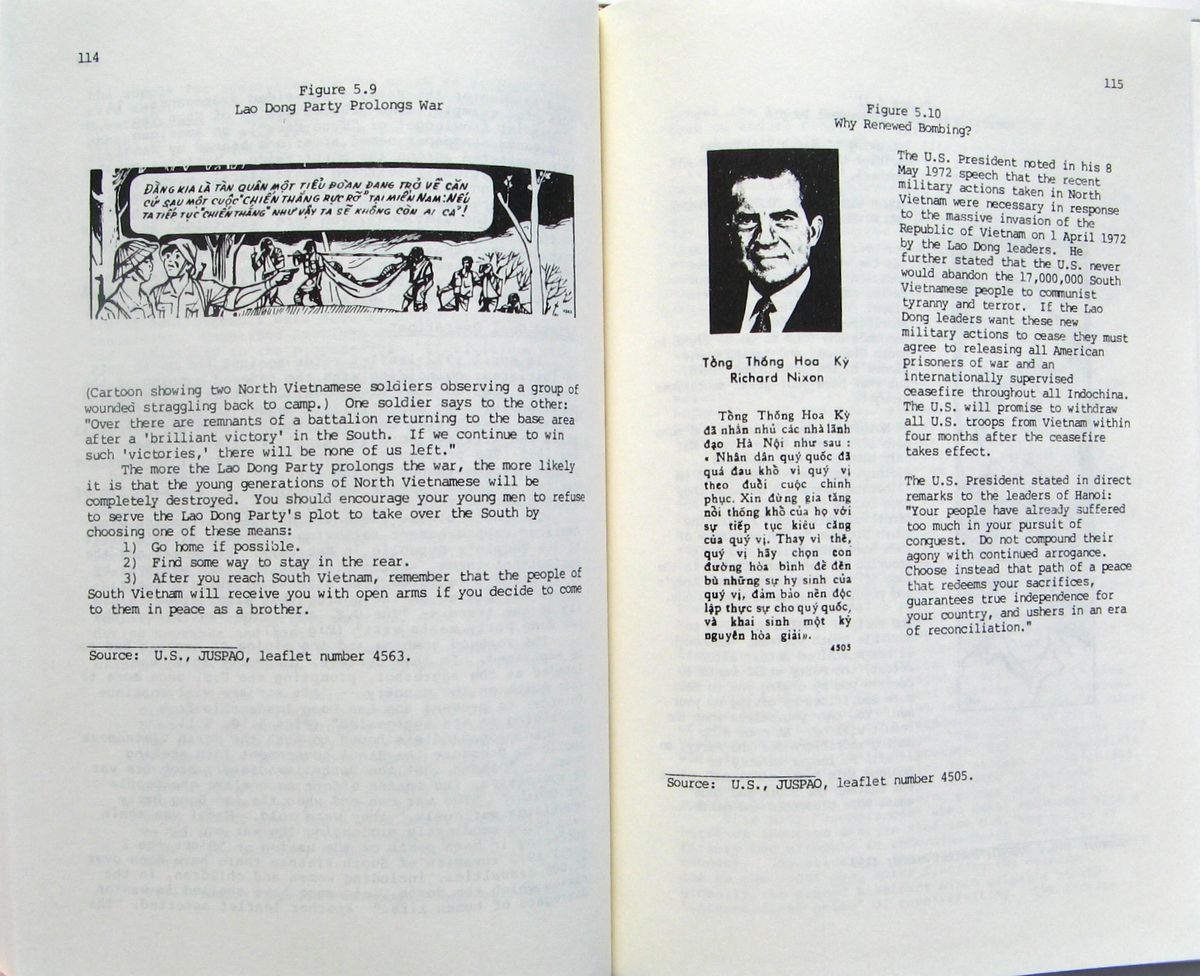 114
Figure 5.9
Lao Dong Party Prolongs War
ĐẰNG KIA LÀ TÀN QUÂN MỘT TIỂU ĐOÀN ĐANG TRỞ VỀ CĂN
CỨ SAU MỘT CUỘC "CHIẾN THẮNG RỰC RỠ" TẠI MIỀN NAM. NẾU
TA TIẾP TỤC "CHIẾN THẮNG" NHƯ VẬY TA SẼ KHÔNG CÒN AI CẢ!
(Cartoon showing two North Vietnamese soldiers observing a group of
wounded straggling back to camp.) One soldier says to the other:
"Over there are remnants of a battalion returning to the base area
after a 'brilliant victory' in the South. If we continue to win
such 'victories,' there will be none of us left."
The more the Lao Dong Party prolongs the war, the more likely
it is that the young generations of North Vietnamese will be
completely destroyed. You should encourage your young men to refuse
to serve the Lao Dong Party's plot to take over the South by
choosing one of these means:
1) Go home if possible.
2) Find some way to stay in the rear.
3) After you reach South Vietnam, remember that the people of
South Vietnam will receive you with open arms if you decide to come
to them in peace as a brother.
Source: U.S., JUSPAO, leaflet number 4563.
115
Figure 5.10
Why Renewed Bombing?
Tổng Thống Hoa Kỳ
Richard Nixon
Tổng Thống Hoa Kỳ
đã nhắn nhủ các nhà lãnh
đạo Hà Nội như sau :
« Nhân dân quý quốc đã
quá đau khổ vì quý vị
theo đuổi cuộc chinh
phục. Xin đừng gia tăng
nỗi thống khổ của họ với
sự tiếp tục kiêu căng
của quý vị. Thay vì thế,
quý vị hãy chọn con
đường hòa bình để đền
bù những sự hy sinh của
quý vị, đảm bảo nền độc
lập thực sự cho quý quốc,
và khai sinh một kỷ
nguyên hòa giải».
4505
The U.S. President noted in his 8
May 1972 speech that the recent
military actions taken in North
Vietnam were necessary in response
to the massive invasion of the
Republic of Vietnam on 1 April 1972
by the Lao Dong leaders. He
further stated that the U.S. never
would abandon the 17,000,000 South
Vietnamese people to communist
tyranny and terror. If the Lao
Dong leaders want these new
military actions to cease they must
agree to releasing all American
prisoners of war and an
internationally supervised
ceasefire throughout all Indochina.
The U.S. will promise to withdraw
all U.S. troops from Vietnam within
four months after the ceasefire
takes effect.
The U.S. President stated in direct
remarks to the leaders of Hanoi:
"Your people have already suffered
too much in your pursuit of
conquest. Do not compound their
agony with continued arrogance.
Choose instead that path of a peace
that redeems your sacrifices,
guarantees true independence for
your country, and ushers in an era
of reconciliation."
Source: U.S., JUSPAO, leaflet number 4505.